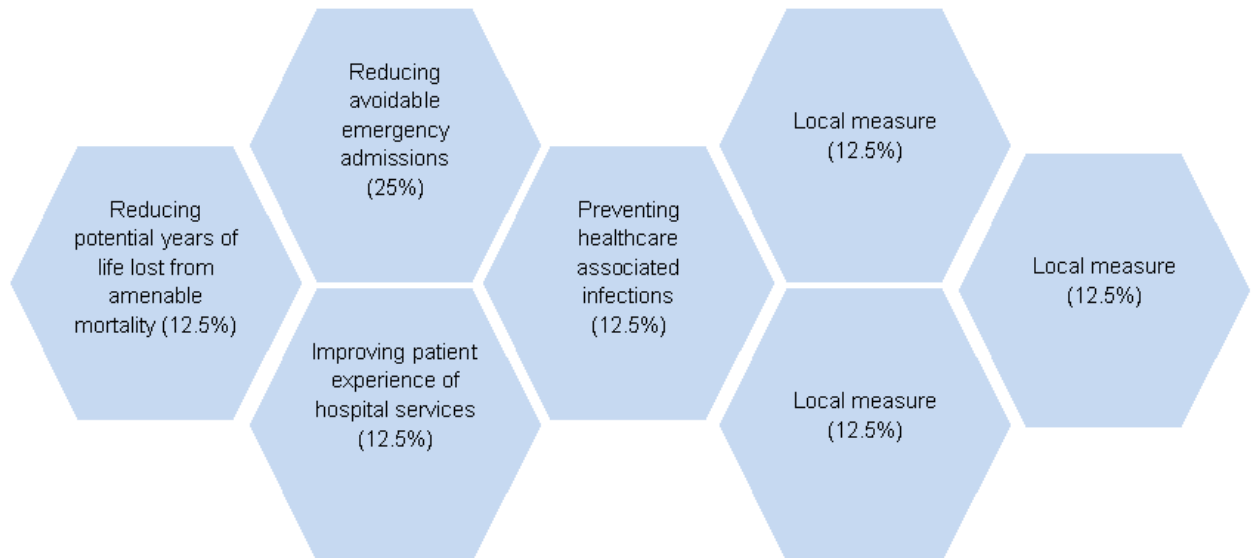 Reducing
potential years of
life lost from
amenable
mortality (12.5%)
Reducing
avoidable
emergency
admissions
(25%)
Improving patient
experience of
hospital services
(12.5%)
Preventing
healthcare
associated
infections
(12.5%)
Local measure
(12.5%)
Local measure
(12.5%)
Local measure
(12.5%)